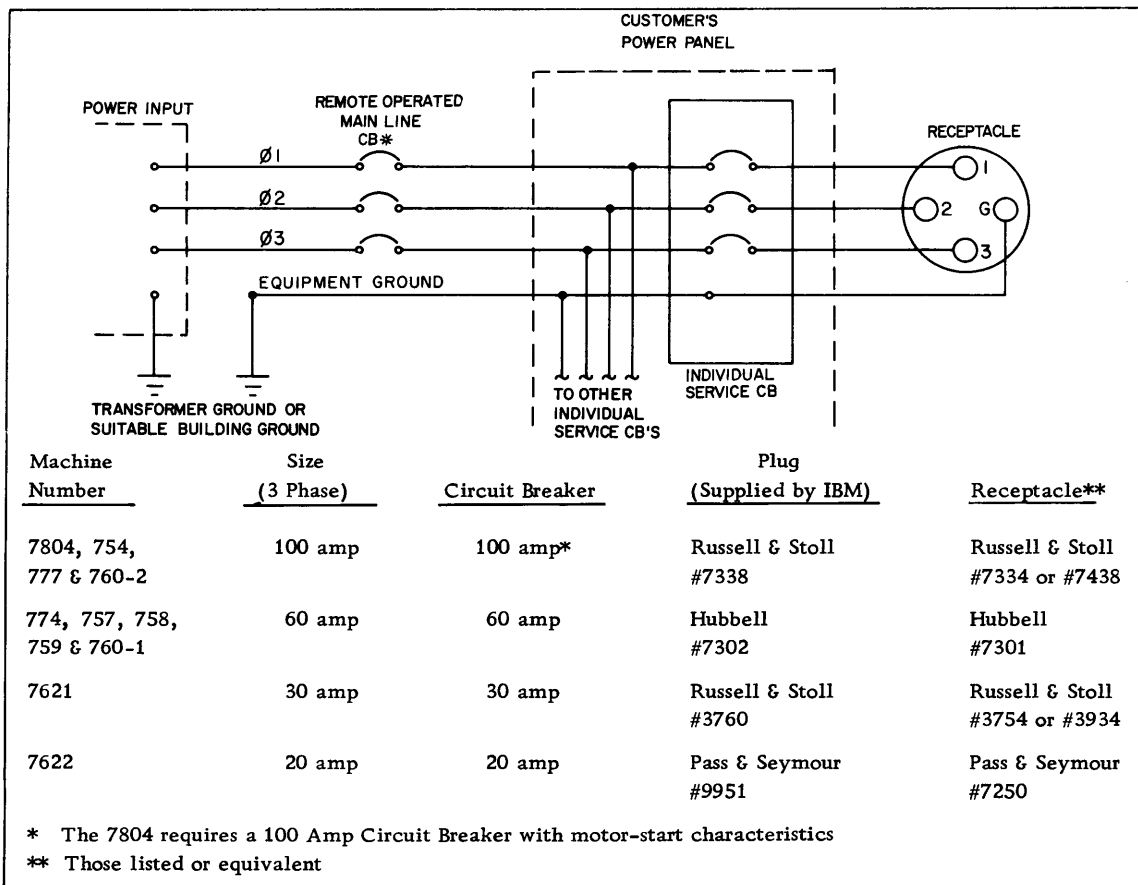 CUSTOMER'S
POWER PANEL
POWER INPUT
REMOTE OPERATED
MAIN LINE
CB*
RECEPTACLE
Ø1
1
Ø2
2
G
Ø3
3
EQUIPMENT GROUND
TRANSFORMER GROUND OR
SUITABLE BUILDING GROUND
TO OTHER
INDIVIDUAL
SERVICE CB'S
INDIVIDUAL
SERVICE CB
Machine Size Plug
Number (3 Phase) Circuit Breaker (Supplied by IBM) Receptacle**
7804, 754, 100 amp 100 amp* Russell & Stoll Russell & Stoll
777 & 760-2 #7338 #7334 or #7438
774, 757, 758, 60 amp 60 amp Hubbell Hubbell
759 & 760-1 #7302 #7301
7621 30 amp 30 amp Russell & Stoll Russell & Stoll
#3760 #3754 or #3934
7622 20 amp 20 amp Pass & Seymour Pass & Seymour
#9951 #7250
* The 7804 requires a 100 Amp Circuit Breaker with motor-start characteristics
** Those listed or equivalent